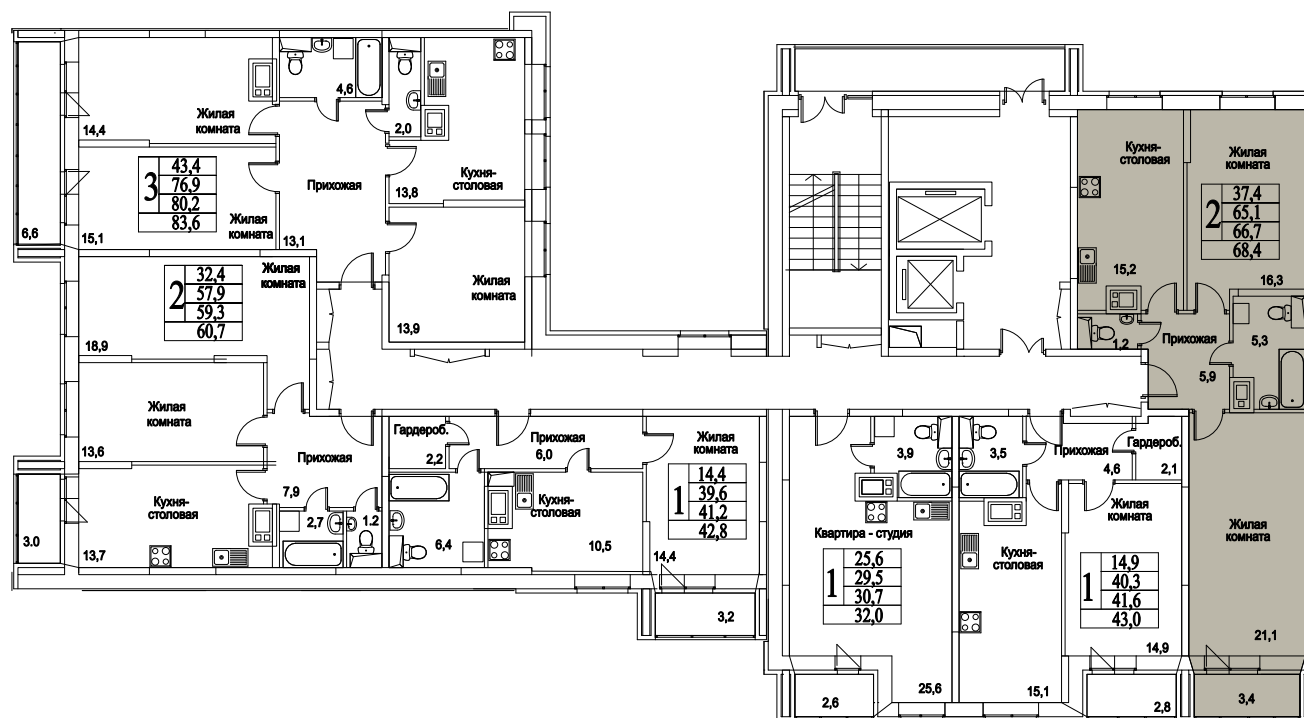 4,6
2,0
14,4
Жилая
комната
3
43,4
76,9
80,2
83,6
6,6
15,1
Жилая
комната
Прихожая
13,1
13,8
Кухня-
столовая
Жилая
комната
13,9
2
32,4
57,9
59,3
60,7
Жилая
комната
18,9
Жилая
комната
13,6
Прихожая
7,9
Кухня-
столовая
3.0
13,7
2,7
1.2
Гардероб.
2,2
Прихожая
6,0
6,4
Кухня-
столовая
10,5
Жилая
комната
1
14,4
39,6
41,2
42,8
14,4
3,2
3,9
Квартира - студия
1
25,6
29,5
30,7
32,0
25,6
2,6
3,5
Прихожая
4,6
Гардероб.
2,1
Кухня-
столовая
15,1
Жилая
комната
1
14,9
40,3
41,6
43,0
14,9
2,8
Кухня-
столовая
15,2
Жилая
комната
2
37,4
65,1
66,7
68,4
16,3
1,2
Прихожая
5,9
5,3
Жилая
комната
21,1
3,4